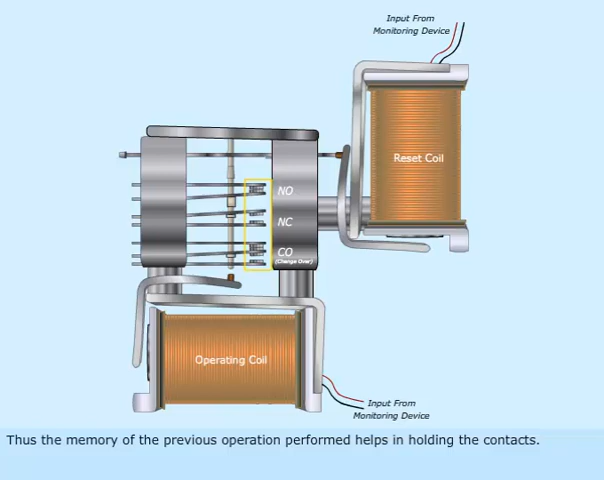 Input From
Monitoring Device
Reset Coil
NO
NC
CO
(Change Over)
Operating Coil
Input From
Monitoring Device
Thus the memory of the previous operation performed helps in holding the contacts.